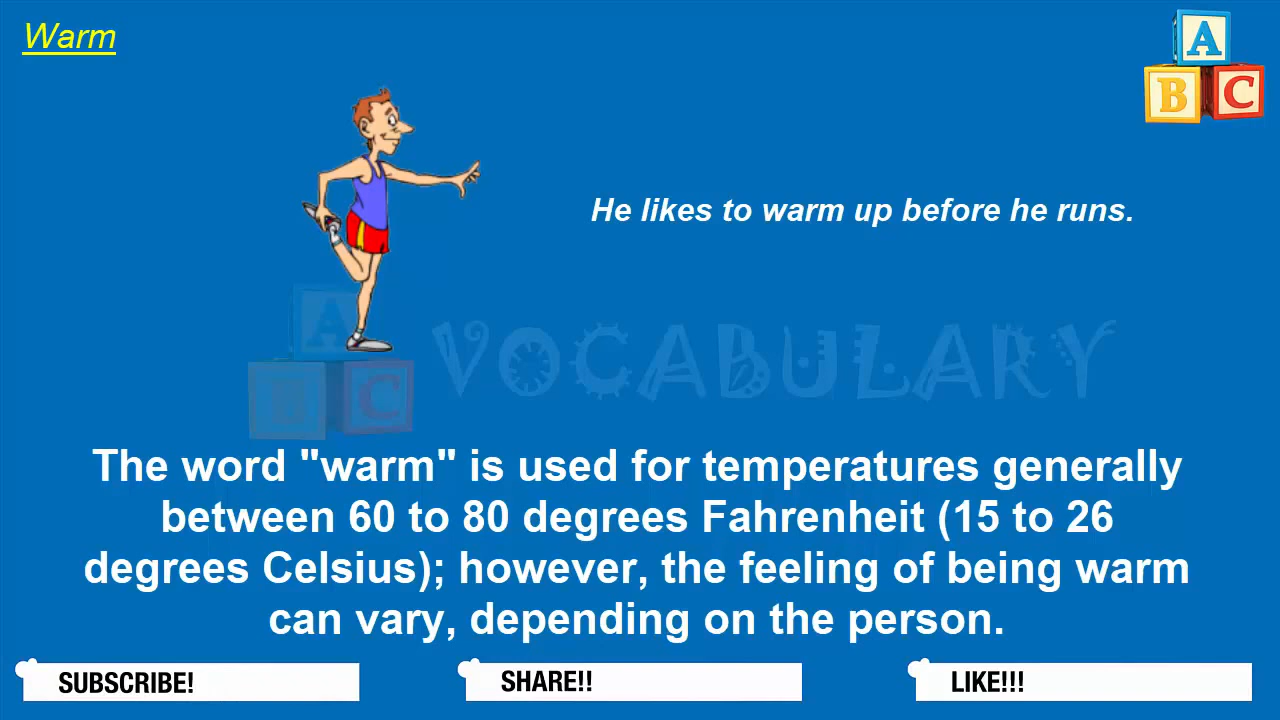 Warm
A
B C
He likes to warm up before he runs.
A
B C
VOCABULARY
The word "warm" is used for temperatures generally
between 60 to 80 degrees Fahrenheit (15 to 26
degrees Celsius); however, the feeling of being warm
can vary, depending on the person.
SUBSCRIBE!
SHARE!!
LIKE!!!